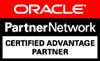 ORACLE
PartnerNetwork
CERTIFIED ADVANTAGE
PARTNER